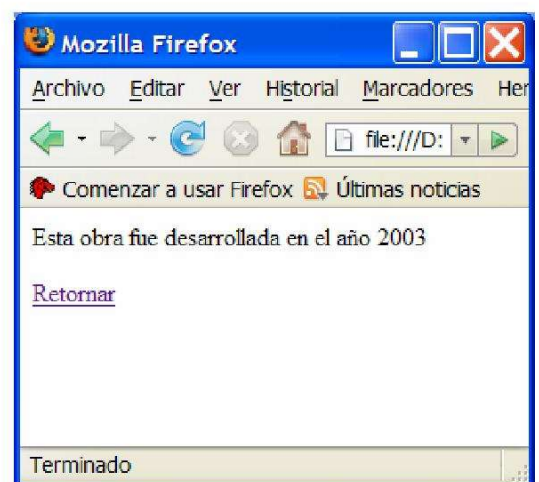 Mozilla Firefox
Archivo Editar Ver Historial Marcadores Her
file:///D:
Comenzar a usar Firefox Últimas noticias
Esta obra fue desarrollada en el año 2003
Retornar
Terminado